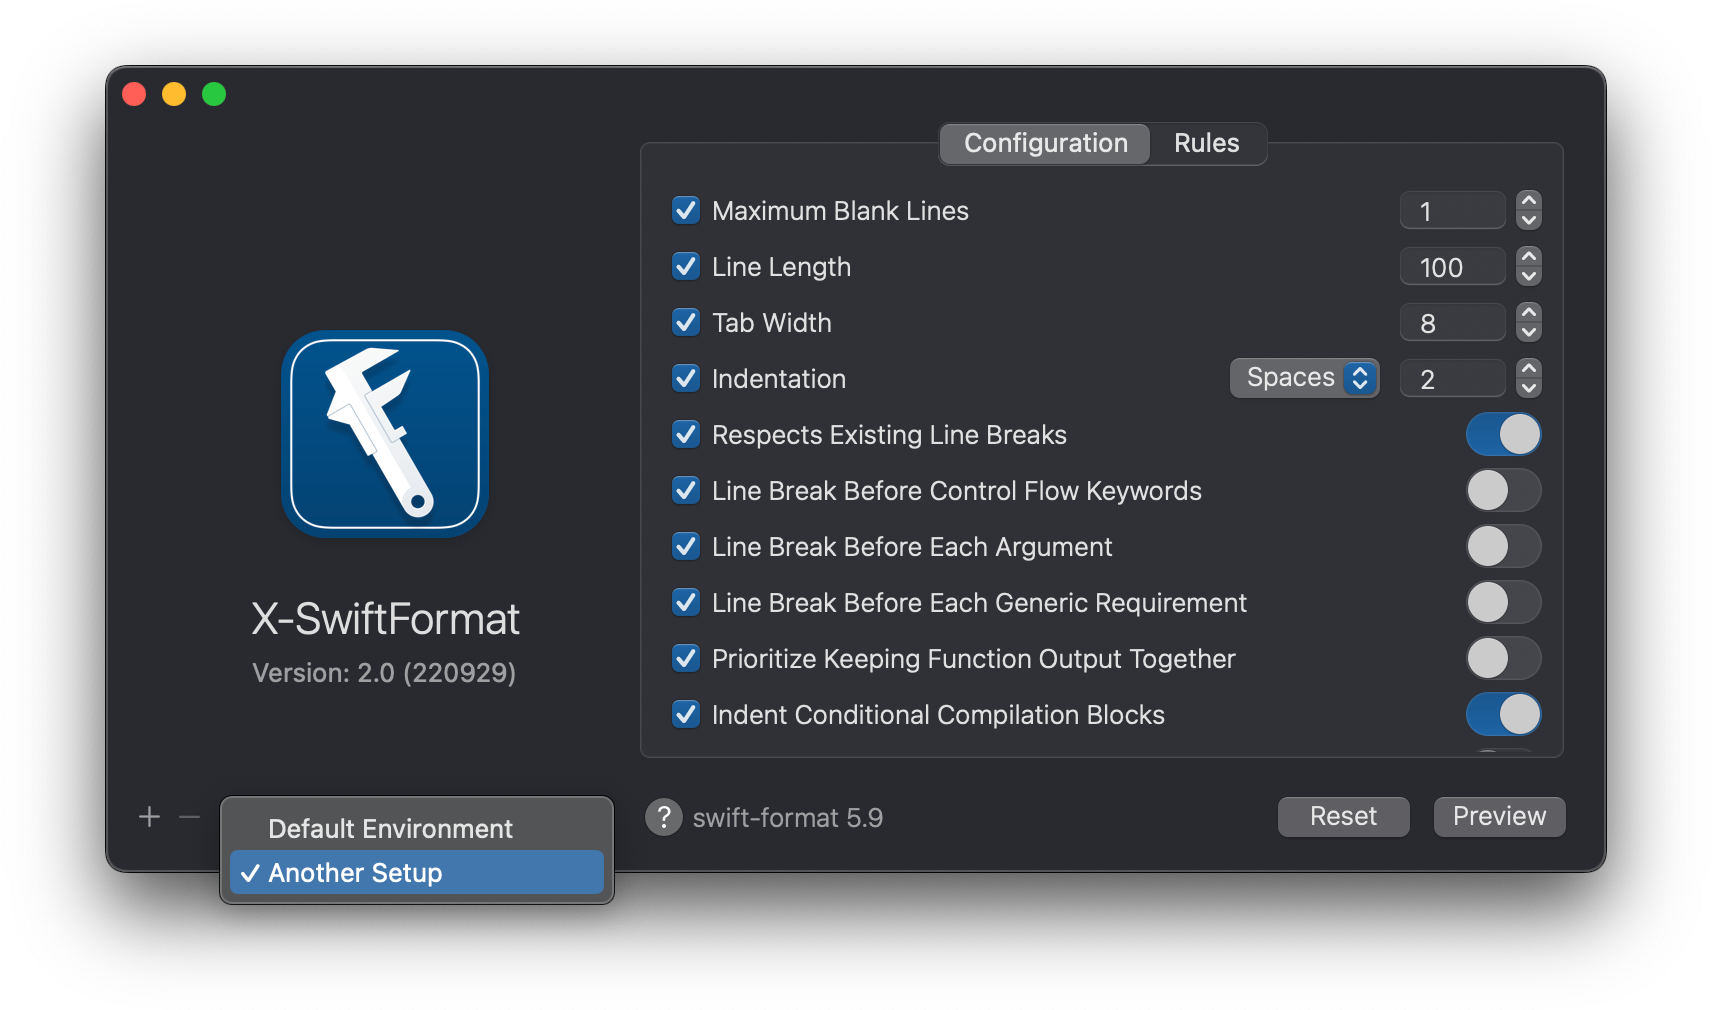 Configuration Rules
Maximum Blank Lines 1
Line Length 100
Tab Width 8
Indentation Spaces 2
Respects Existing Line Breaks
Line Break Before Control Flow Keywords
Line Break Before Each Argument
Line Break Before Each Generic Requirement
Prioritize Keeping Function Output Together
Indent Conditional Compilation Blocks
X-SwiftFormat
Version: 2.0 (220929)
Default Environment
✓ Another Setup
? swift-format 5.9
Reset Preview